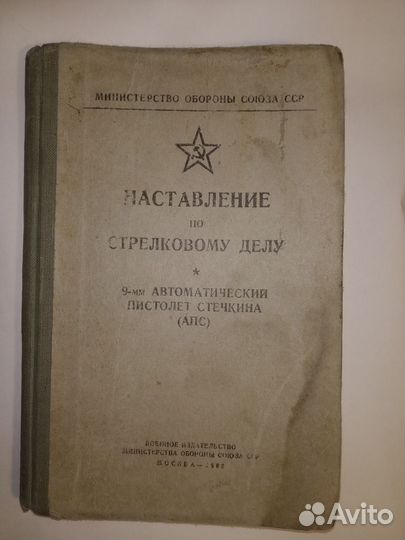 МИНИСТЕРСТВО ОБОРОНЫ СОЮЗА ССР
НАСТАВЛЕНИЕ
ПО
СТРЕЛКОВОМУ ДЕЛУ
★
9-мм АВТОМАТИЧЕСКИЙ
ПИСТОЛЕТ СТЕЧКИНА
(АПС)
ВОЕННОЕ ИЗДАТЕЛЬСТВО
МИНИСТЕРСТВА ОБОРОНЫ СОЮЗА ССР
МОСКВА —
Avito